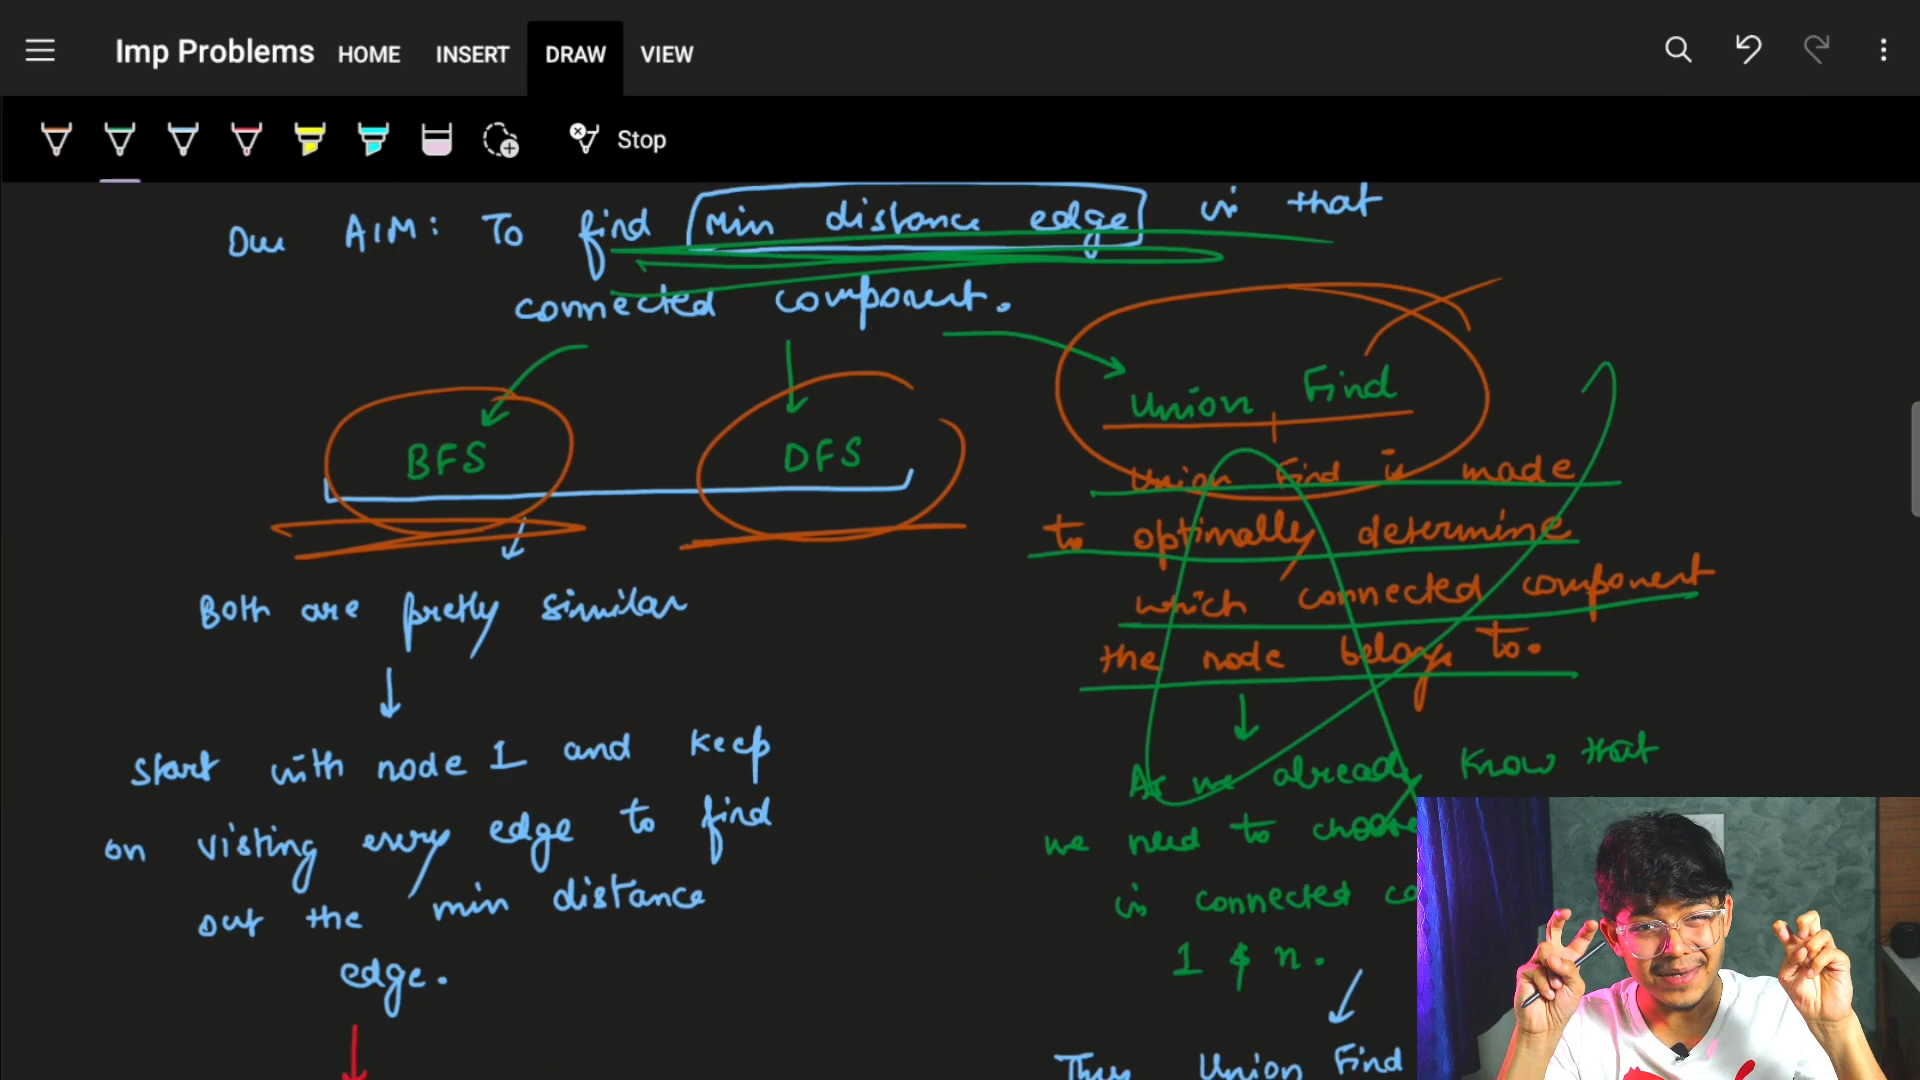 Imp Problems HOME INSERT DRAW VIEW
Stop
Our AIM: To find min distance edge in that
connected component.
BFS
DFS
Both are pretty similar
Start with node 1 and keep
on visting every edge to find
out the min distance
edge.
Union Find
Union Find is made
to optimally determine
which connected component
the node belongs to.
As we already know that
we need to choose
in connected co
1 & n.
Thus Union Find